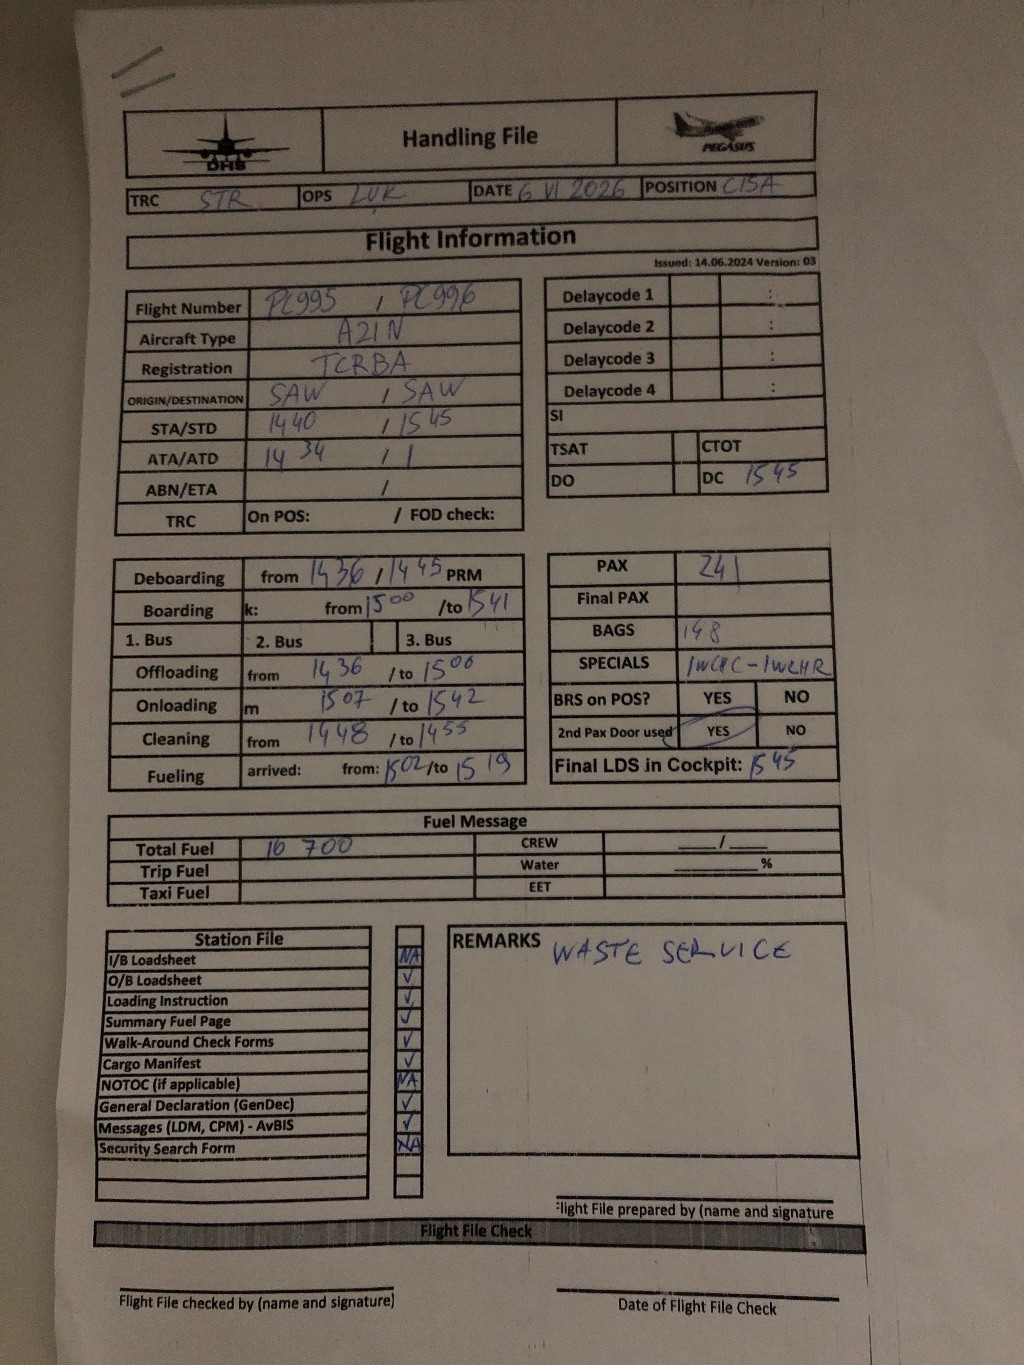 DHB
Handling File
PEGASUS
TRC STR OPS LUK DATE 6 VI 2026 POSITION C15A
Flight Information
Issued: 14.06.2024 Version: 03
Flight Number PC995 / PC996
Aircraft Type A21N
Registration TCRBA
ORIGIN/DESTINATION SAW / SAW
STA/STD 1440 / 1545
ATA/ATD 1434 /
ABN/ETA /
TRC On POS: / FOD check:
Delaycode 1 :
Delaycode 2 :
Delaycode 3 :
Delaycode 4 :
SI
TSAT CTOT
DO DC 1545
Deboarding from 1436 / 1445 PRM
Boarding k: from 1500 /to 1541
1. Bus 2. Bus 3. Bus
Offloading from 1436 / to 1506
Onloading m 1507 / to 1542
Cleaning from 1448 / to 1455
Fueling arrived: from: 1502 /to 1519
PAX 241
Final PAX
BAGS 148
SPECIALS 1WCHC-1WCHR
BRS on POS? YES NO
2nd Pax Door used YES NO
Final LDS in Cockpit: 1545
Fuel Message
Total Fuel 16 700 CREW ____/____
Trip Fuel Water ________%
Taxi Fuel EET
Station File
I/B Loadsheet NA
O/B Loadsheet ✓
Loading Instruction ✓
Summary Fuel Page ✓
Walk-Around Check Forms ✓
Cargo Manifest ✓
NOTOC (if applicable) NA
General Declaration (GenDec) ✓
Messages (LDM, CPM) - AvBIS ✓
Security Search Form NA
REMARKS WASTE SERVICE
Flight File prepared by (name and signature
Flight File Check
Flight File checked by (name and signature)
Date of Flight File Check